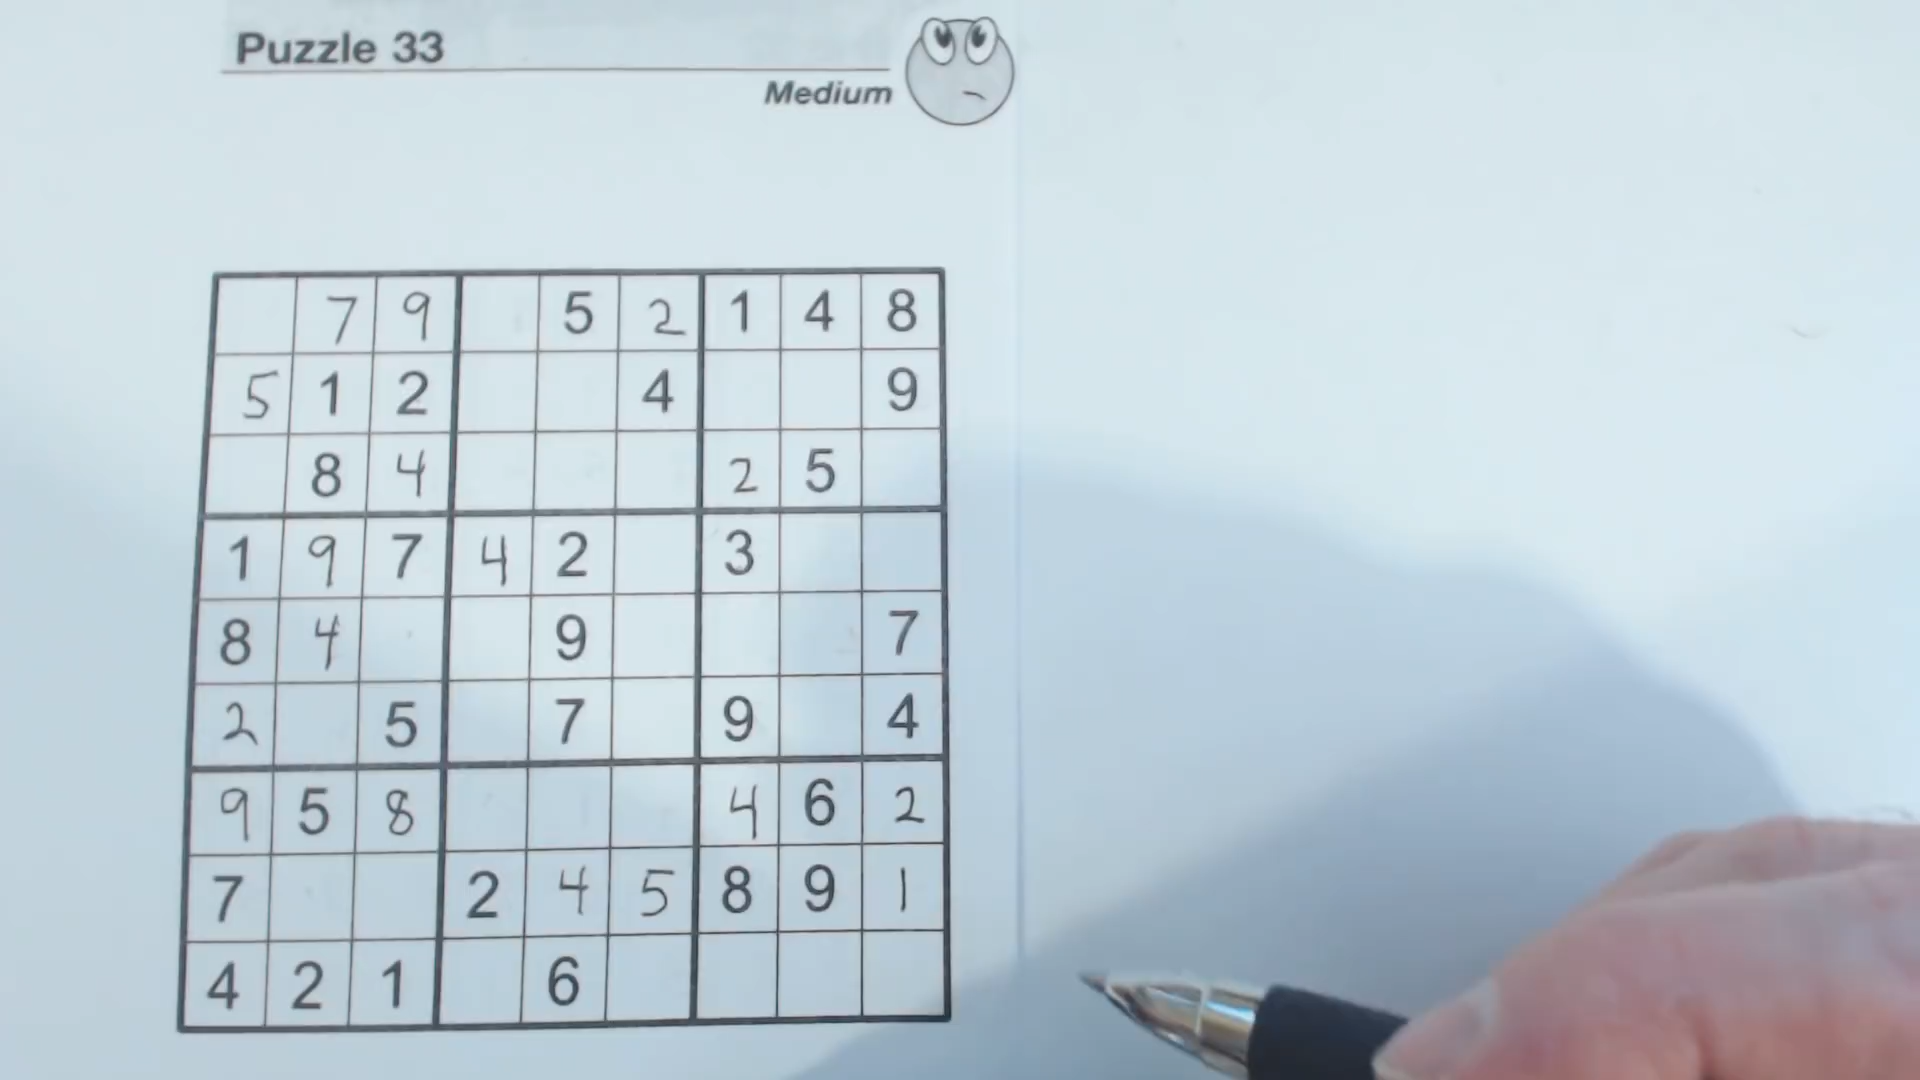 Puzzle 33
Medium
7 9 5 2 1 4 8
5 1 2 4 9
8 4 2 5
1 9 7 4 2 3
8 4 9 7
2 5 7 9 4
9 5 8 4 6 2
7 2 4 5 8 9 1
4 2 1 6